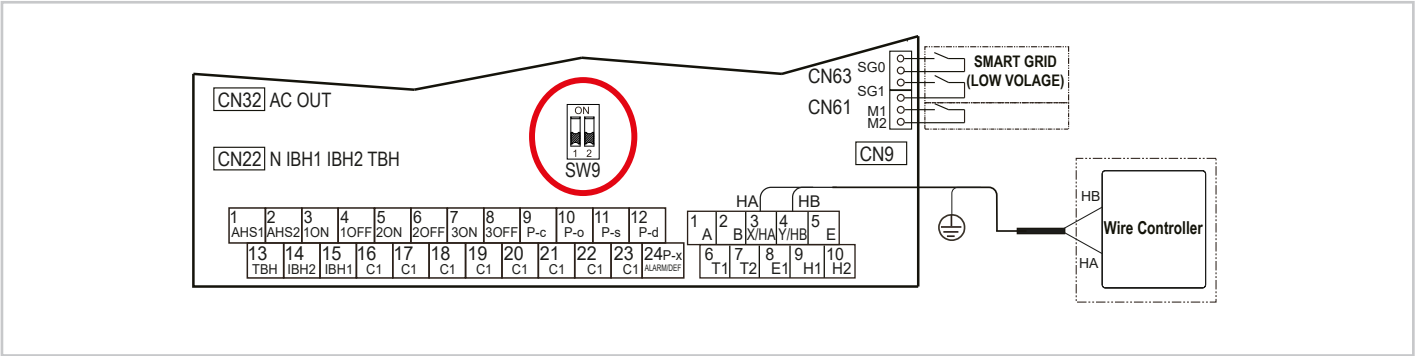 CN32 AC OUT
CN22 N IBH1 IBH2 TBH
ON
1 2
SW9
CN63
SG0
SG1
CN61
M1
M2
SMART GRID
(LOW VOLAGE)
CN9
HA
HB
1 AHS1 2 AHS2 3 1ON 4 1OFF 5 2ON 6 2OFF 7 3ON 8 3OFF 9 P-c 10 P-o 11 P-s 12 P-d
13 TBH 14 IBH2 15 IBH1 16 C1 17 C1 18 C1 19 C1 20 C1 21 C1 22 C1 23 C1 24 P-x ALARM/DEF
1 A 2 B 3 X/HA 4 Y/HB 5 E
6 T1 7 T2 8 E1 9 H1 10 H2
HB
Wire Controller
HA